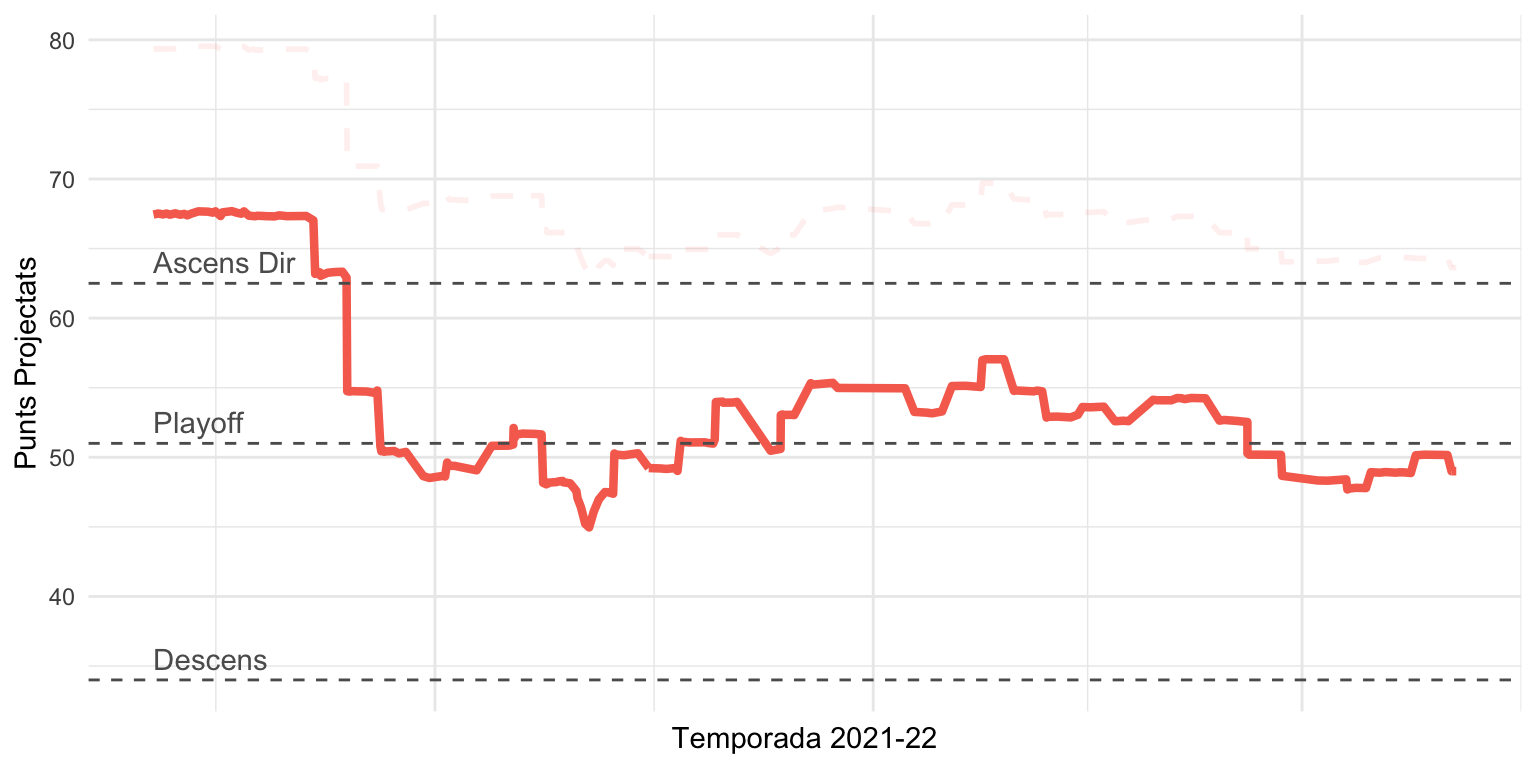 80
70
60
50
40
Punts Projectats
Ascens Dir
Playoff
Descens
Temporada 2021-22